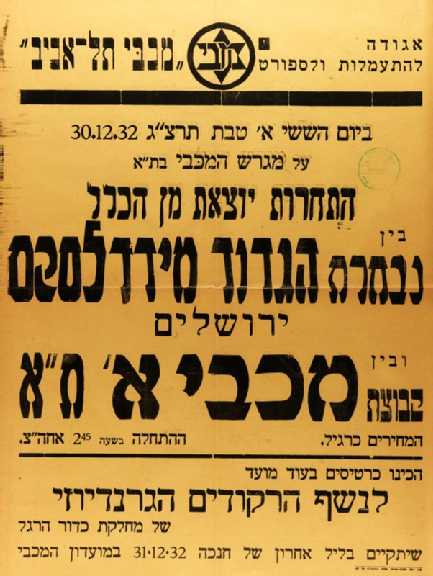 אגודה
להתעמלות ולספורט "מכבי תל-אביב"
מכבי
ביום הששי א' טבת תרצ"ג 30.12.32
על מגרש המכבי בת"א
התחרות יוצאת מן הכלל
בין
נבחרת הגדוד מידדלסקס
ירושלים
ובין
קבוצת מכבי א' ת"א
המחירים כרגיל. ההתחלה בשעה 2⁴⁵ אחה"צ.
הכינו כרטיסים בעוד מועד
לנשף הרקודים הגרנדיוזי
של מחלקת כדור הרגל
שיתקיים בליל אחרון של חנכה 31-12-32 במועדון המכבי